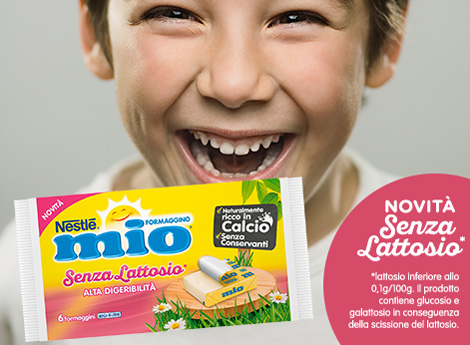 NOVITÀ
Nestlé
FORMAGGINO
mio
Senza Lattosio*
ALTA DIGERIBILITÀ
6 formaggini
Naturalmente
ricco in
Calcio
Senza
Conservanti
mio
NOVITÀ
Senza
Lattosio*
*lattosio inferiore allo
0,1g/100g. Il prodotto
contiene glucosio e
galattosio in conseguenza
della scissione del lattosio.